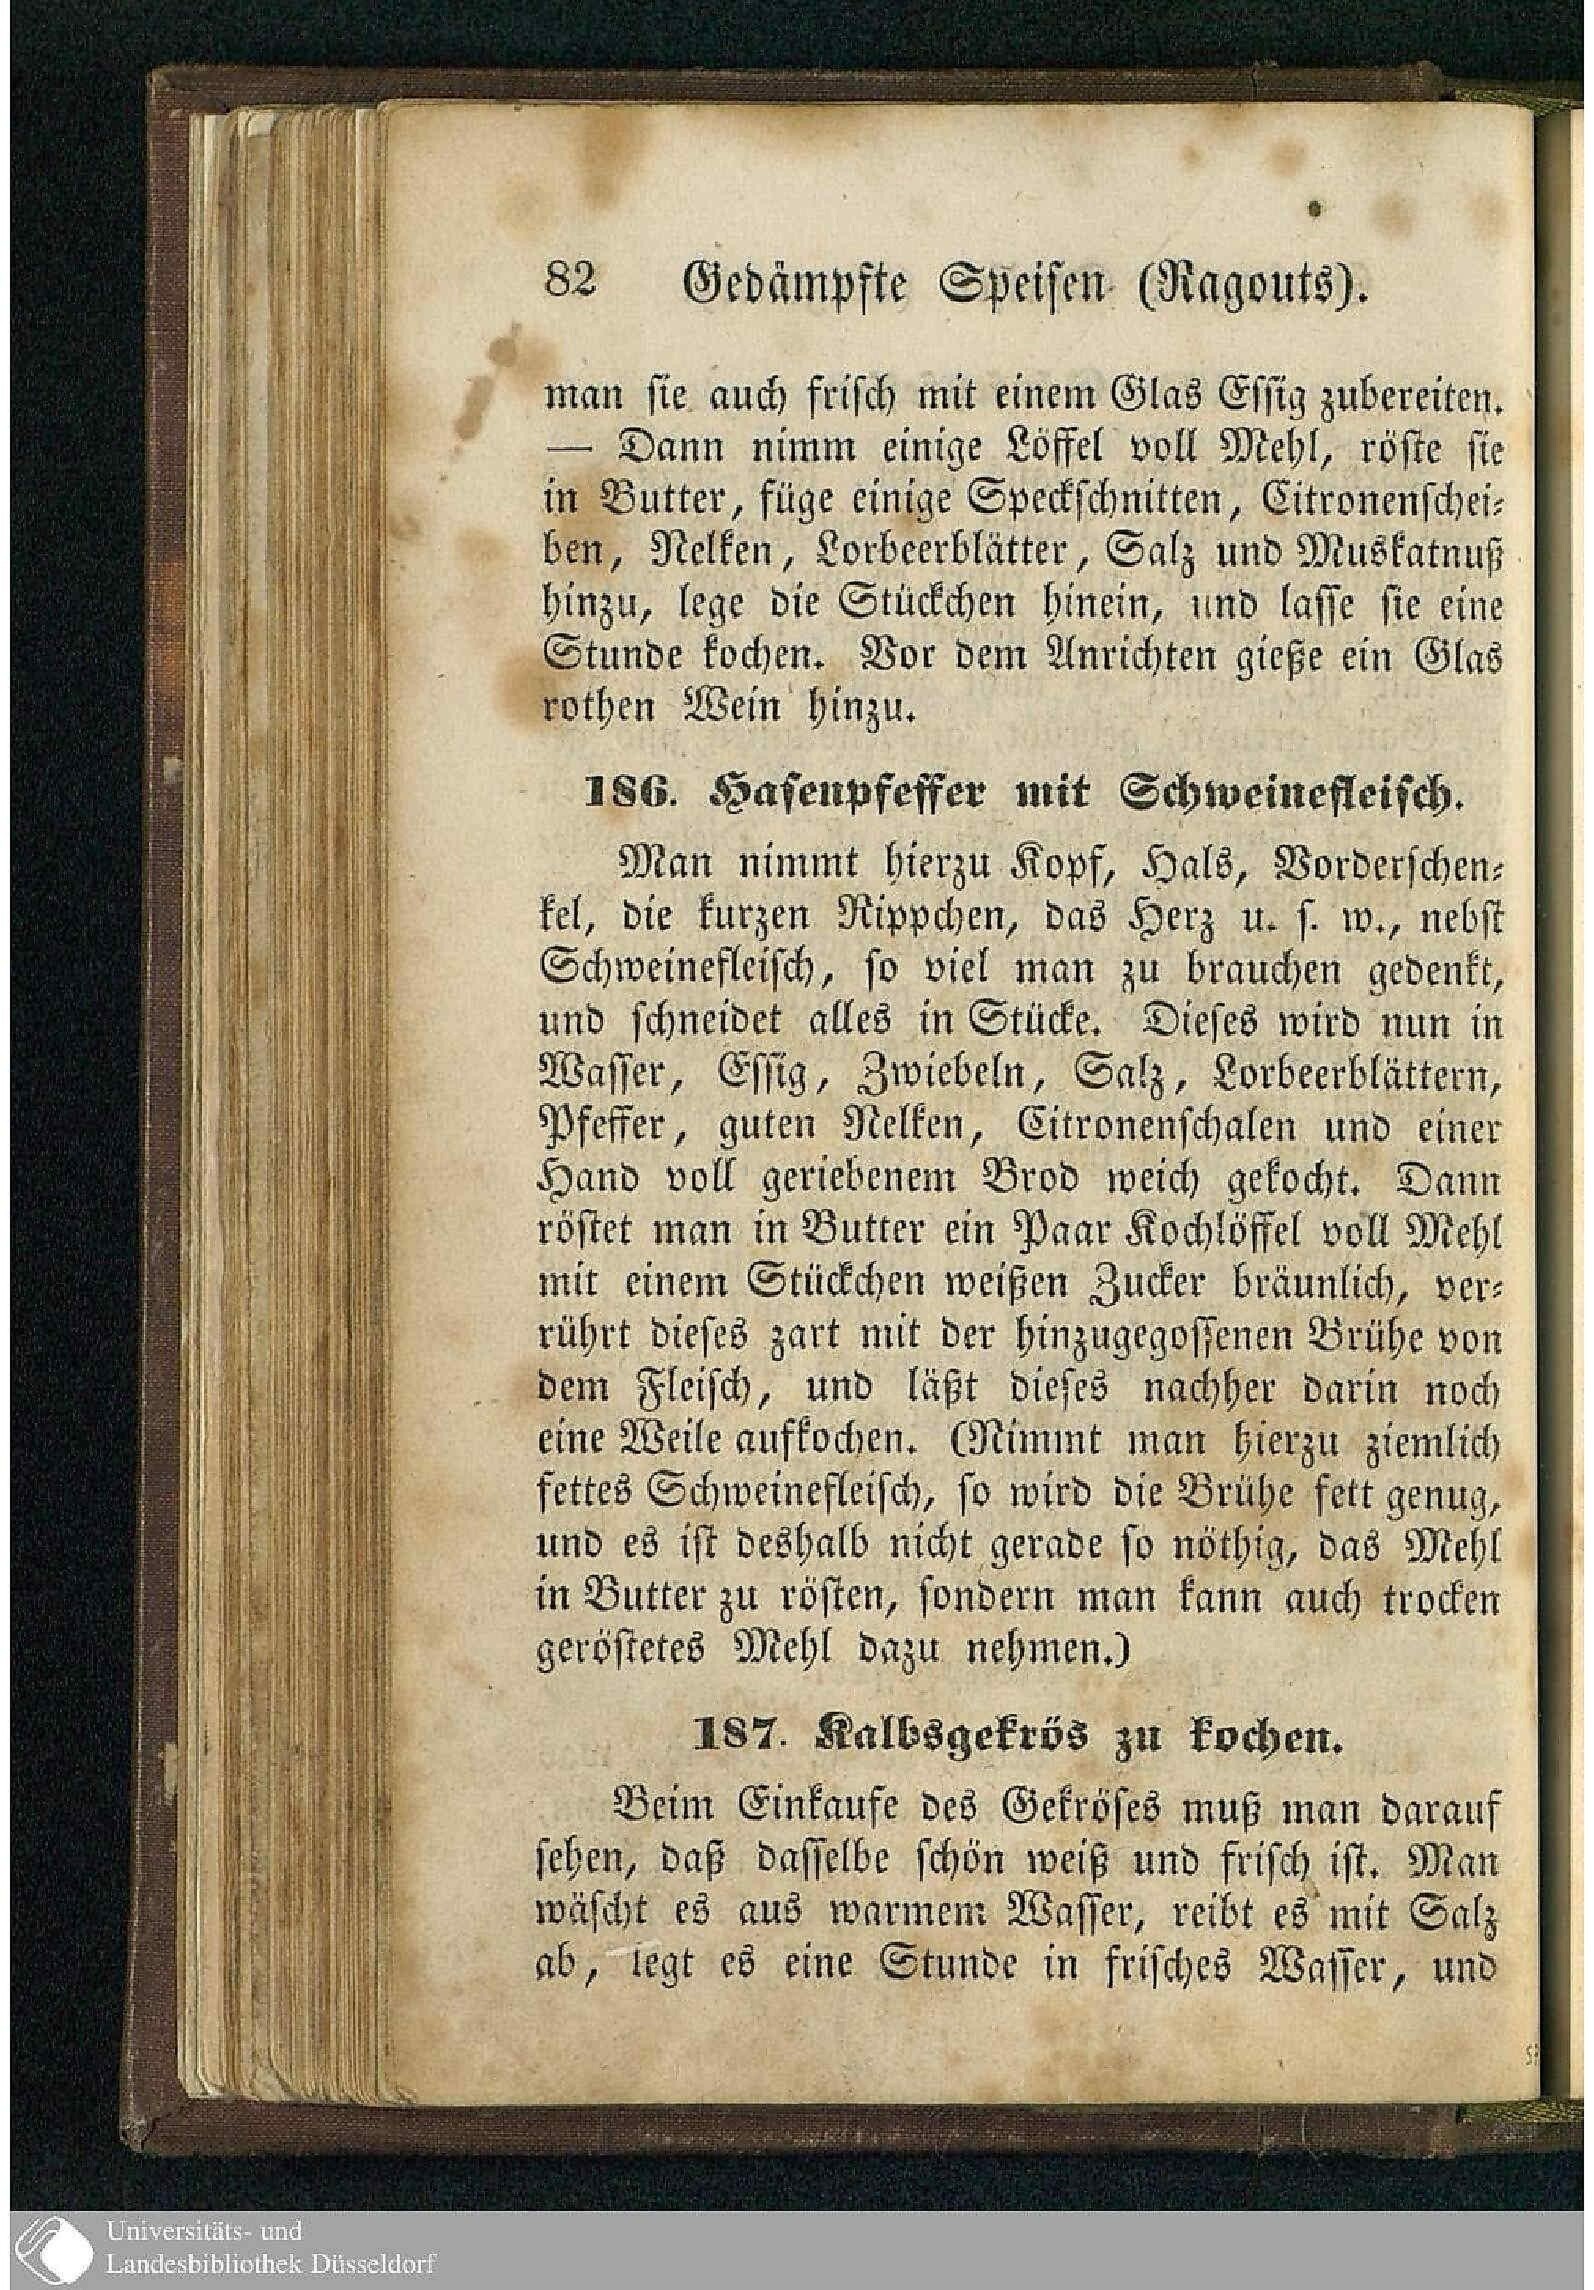 82 Gedämpfte Speisen (Ragouts).
man sie auch frisch mit einem Glas Essig zubereiten.
— Dann nimm einige Löffel voll Mehl, röste sie
in Butter, füge einige Speckschnitten, Citronenschei-
ben, Nelken, Lorbeerblätter, Salz und Muskatnuß
hinzu, lege die Stückchen hinein, und lasse sie eine
Stunde kochen. Vor dem Anrichten gieße ein Glas
rothen Wein hinzu.
186. Hasenpfeffer mit Schweinefleisch.
Man nimmt hierzu Kopf, Hals, Vorderschen-
kel, die kurzen Rippchen, das Herz u. s. w., nebst
Schweinefleisch, so viel man zu brauchen gedenkt,
und schneidet alles in Stücke. Dieses wird nun in
Wasser, Essig, Zwiebeln, Salz, Lorbeerblättern,
Pfeffer, guten Nelken, Citronenschalen und einer
Hand voll geriebenem Brod weich gekocht. Dann
röstet man in Butter ein Paar Kochlöffel voll Mehl
mit einem Stückchen weißen Zucker bräunlich, ver-
rührt dieses zart mit der hinzugegossenen Brühe von
dem Fleisch, und läßt dieses nachher darin noch
eine Weile aufkochen. (Nimmt man hierzu ziemlich
fettes Schweinefleisch, so wird die Brühe fett genug,
und es ist deshalb nicht gerade so nöthig, das Mehl
in Butter zu rösten, sondern man kann auch trocken
geröstetes Mehl dazu nehmen.)
187. Kalbsgekrös zu kochen.
Beim Einkaufe des Gekröses muß man darauf
sehen, daß dasselbe schön weiß und frisch ist. Man
wäscht es aus warmem Wasser, reibt es mit Salz
ab, legt es eine Stunde in frisches Wasser, und
Universitäts- und
Landesbibliothek Düsseldorf